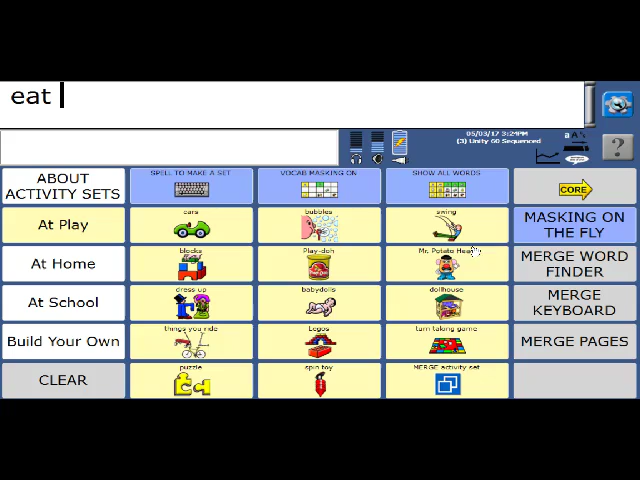 eat
05/03/17 3:24PM
(3) Unity 60 Sequenced
ABOUT ACTIVITY SETS
SPELL TO MAKE A SET
VOCAB MASKING ON
SHOW ALL WORDS
CORE
At Play
cars
bubbles
swing
MASKING ON THE FLY
At Home
blocks
Play-doh
Mr. Potato Head
MERGE WORD FINDER
At School
dress up
babydolls
dollhouse
MERGE KEYBOARD
Build Your Own
things you ride
Legos
turn taking game
MERGE PAGES
CLEAR
puzzle
spin toy
MERGE activity set